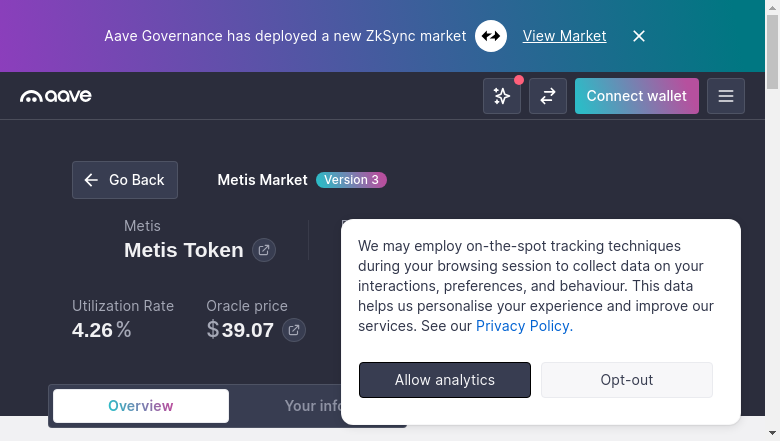 Aave Governance has deployed a new ZkSync market View Market
aave
Connect wallet
Go Back
Metis Market Version 3
Metis
Metis Token
Utilization Rate
4.26%
Oracle price
$39.07
Overview
We may employ on-the-spot tracking techniques
during your browsing session to collect data on your
interactions, preferences, and behaviour. This data
helps us personalise your experience and improve our
services. See our Privacy Policy.
Allow analytics
Opt-out